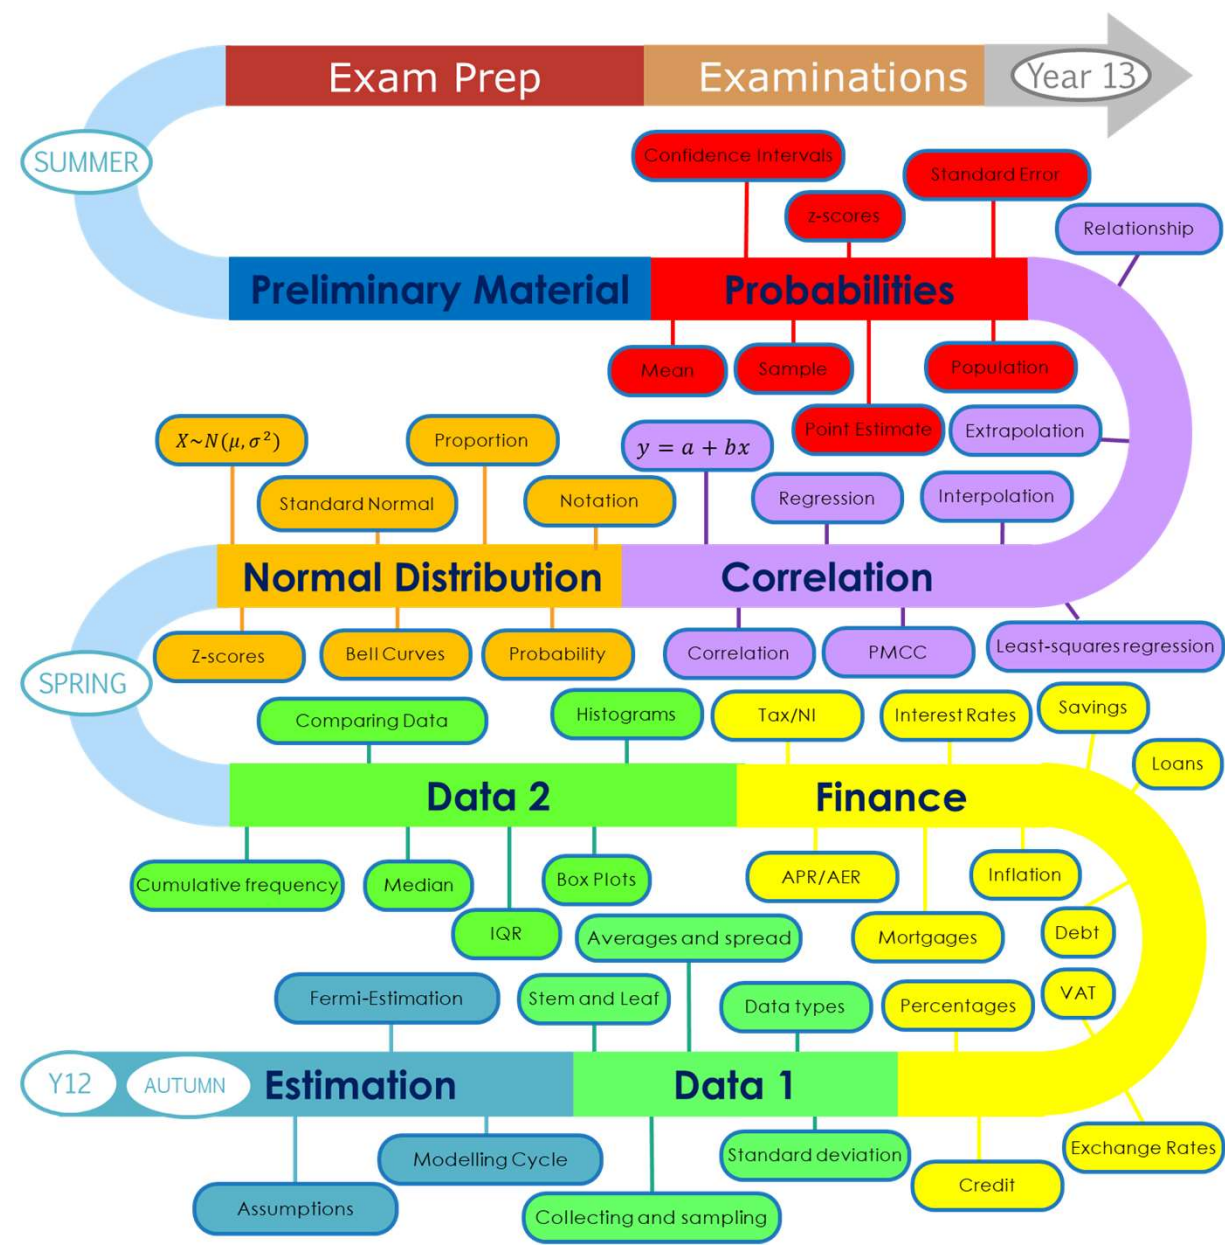 Exam Prep
Examinations
Year 13
SUMMER
Confidence Intervals
Standard Error
z-scores
Relationship
Preliminary Material
Probabilities
Mean
Sample
Population
Point Estimate
Extrapolation
X~N(μ, σ²)
Proportion
y = a + bx
Standard Normal
Notation
Regression
Interpolation
Normal Distribution
Correlation
Z-scores
Bell Curves
Probability
Correlation
PMCC
Least-squares regression
SPRING
Comparing Data
Histograms
Tax/NI
Interest Rates
Savings
Loans
Data 2
Finance
Cumulative frequency
Median
Box Plots
APR/AER
Inflation
IQR
Averages and spread
Mortgages
Debt
Fermi-Estimation
Stem and Leaf
Data types
Percentages
VAT
Y12
AUTUMN
Estimation
Data 1
Modelling Cycle
Standard deviation
Exchange Rates
Assumptions
Collecting and sampling
Credit